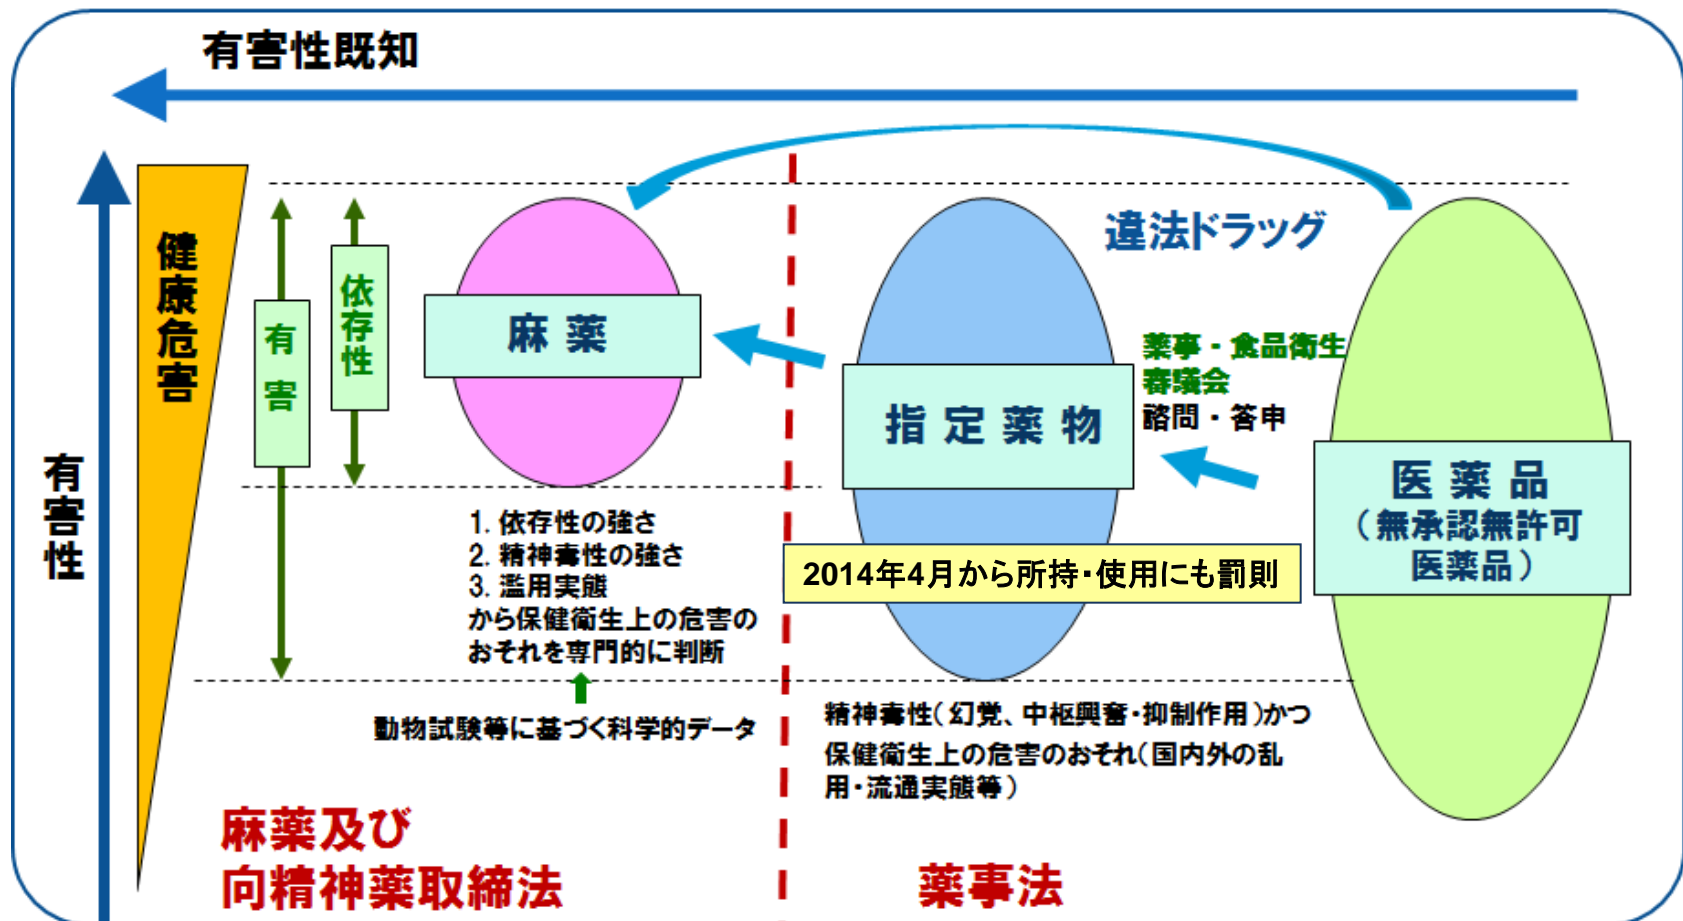 有害性既知
有害性
健康危害
有害
依存性
麻薬
違法ドラッグ
薬事・食品衛生
審議会
諮問・答申
指定薬物
医薬品
（無承認無許可
医薬品）
1. 依存性の強さ
2. 精神毒性の強さ
3. 濫用実態
から保健衛生上の危害の
おそれを専門的に判断
2014年4月から所持・使用にも罰則
動物試験等に基づく科学的データ
精神毒性（幻覚、中枢興奮・抑制作用）かつ
保健衛生上の危害のおそれ（国内外の乱
用・流通実態等）
麻薬及び
向精神薬取締法
薬事法